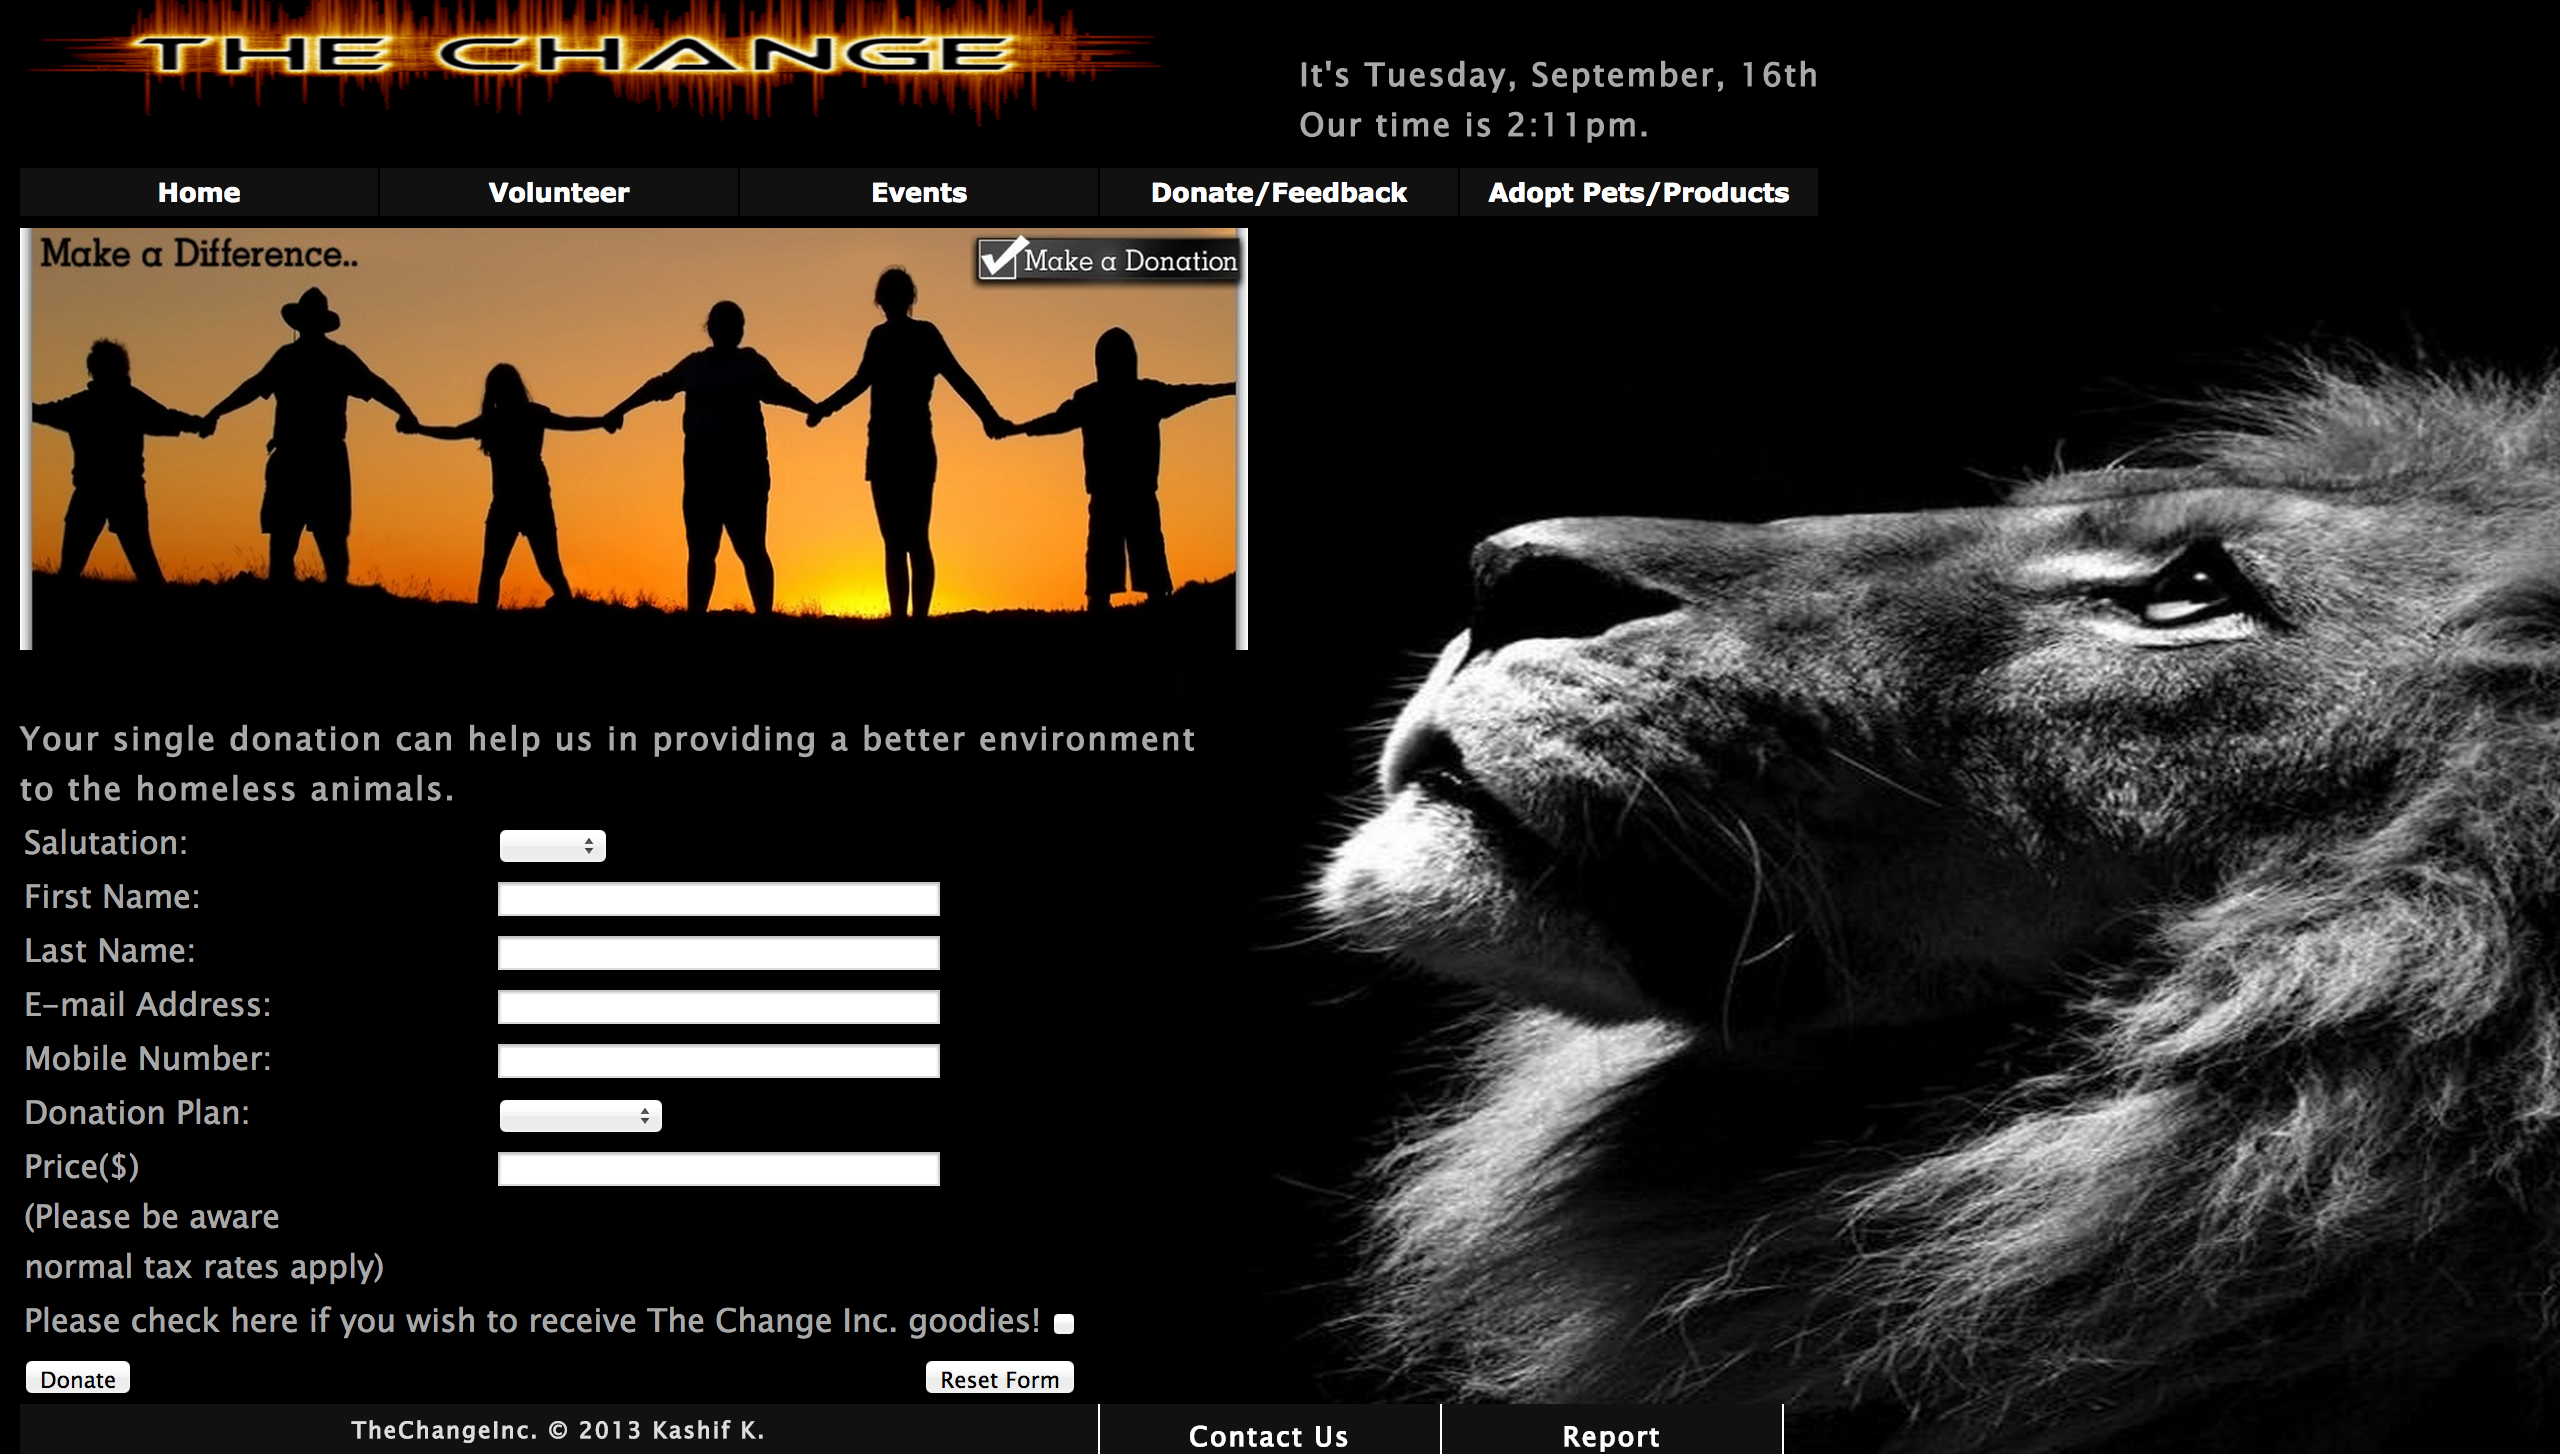 THE CHANGE
It's Tuesday, September, 16th
Our time is 2:11pm.
Home
Volunteer
Events
Donate/Feedback
Adopt Pets/Products
Make a Difference..
Make a Donation
Your single donation can help us in providing a better environment
to the homeless animals.
Salutation:
First Name:
Last Name:
E-mail Address:
Mobile Number:
Donation Plan:
Price($)
(Please be aware
normal tax rates apply)
Please check here if you wish to receive The Change Inc. goodies!
Donate
Reset Form
TheChangeInc. © 2013 Kashif K.
Contact Us
Report